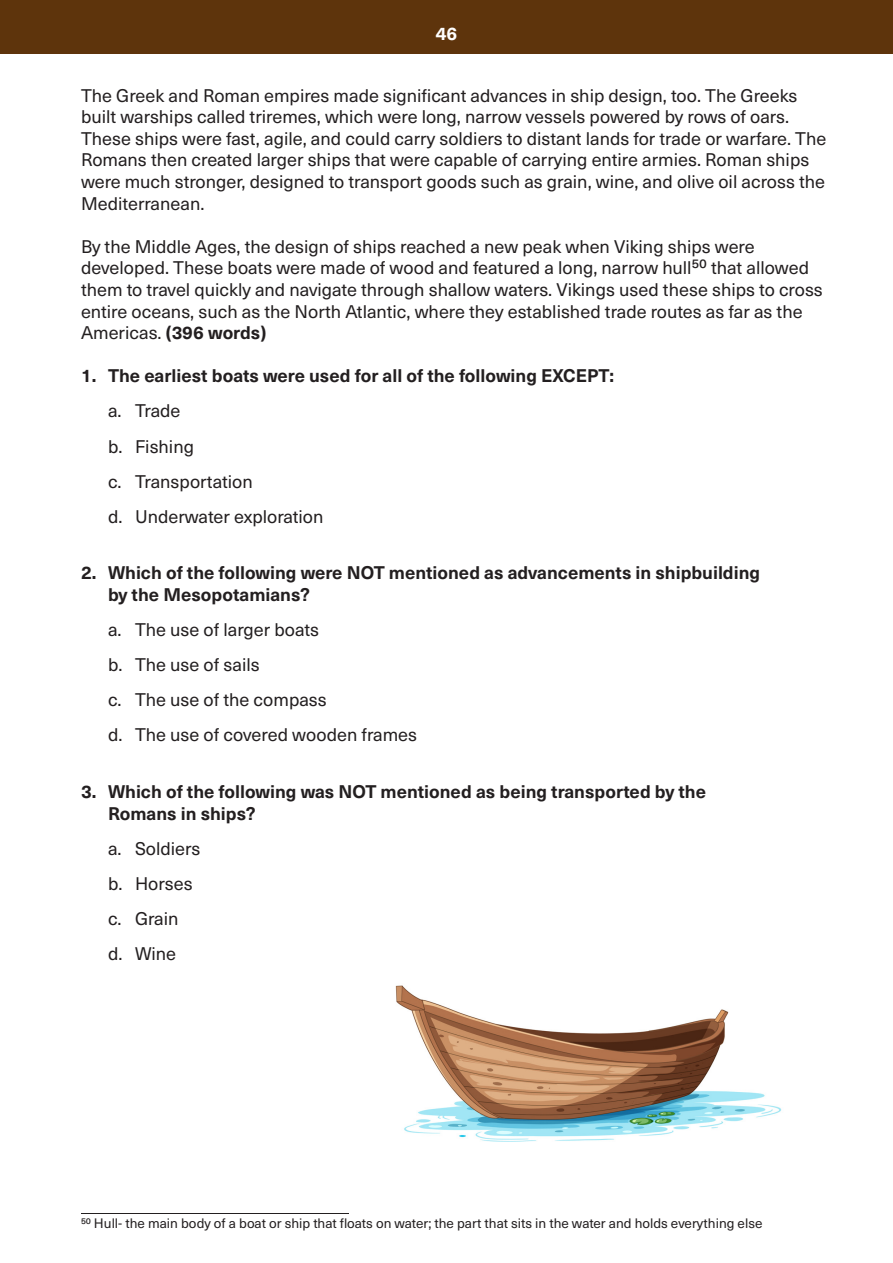 46
The Greek and Roman empires made significant advances in ship design, too. The Greeks
built warships called triremes, which were long, narrow vessels powered by rows of oars.
These ships were fast, agile, and could carry soldiers to distant lands for trade or warfare. The
Romans then created larger ships that were capable of carrying entire armies. Roman ships
were much stronger, designed to transport goods such as grain, wine, and olive oil across the
Mediterranean.
By the Middle Ages, the design of ships reached a new peak when Viking ships were
developed. These boats were made of wood and featured a long, narrow hull⁵⁰ that allowed
them to travel quickly and navigate through shallow waters. Vikings used these ships to cross
entire oceans, such as the North Atlantic, where they established trade routes as far as the
Americas. (396 words)
1. The earliest boats were used for all of the following EXCEPT:
a. Trade
b. Fishing
c. Transportation
d. Underwater exploration
2. Which of the following were NOT mentioned as advancements in shipbuilding
by the Mesopotamians?
a. The use of larger boats
b. The use of sails
c. The use of the compass
d. The use of covered wooden frames
3. Which of the following was NOT mentioned as being transported by the
Romans in ships?
a. Soldiers
b. Horses
c. Grain
d. Wine
⁵⁰ Hull- the main body of a boat or ship that floats on water; the part that sits in the water and holds everything else